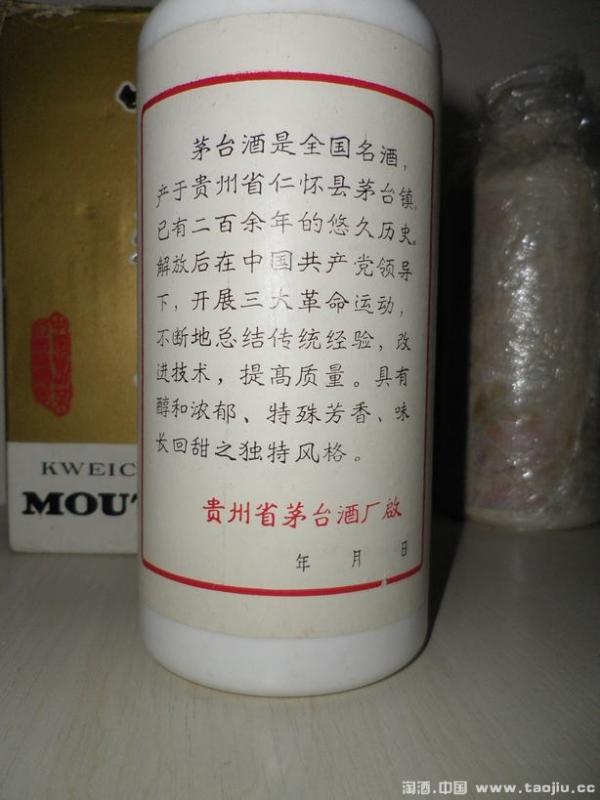 茅台酒是全国名酒，
产于贵州省仁怀县茅台镇，
已有二百余年的悠久历史。
解放后在中国共产党领导
下，开展三大革命运动，
不断地总结传统经验，改
进技术，提高质量。具有
醇和浓郁、特殊芳香、味
长回甜之独特风格。
贵州省茅台酒厂啟
年 月 日
KWEIC
MOUT
淘酒.中国 www.taojiu.cc